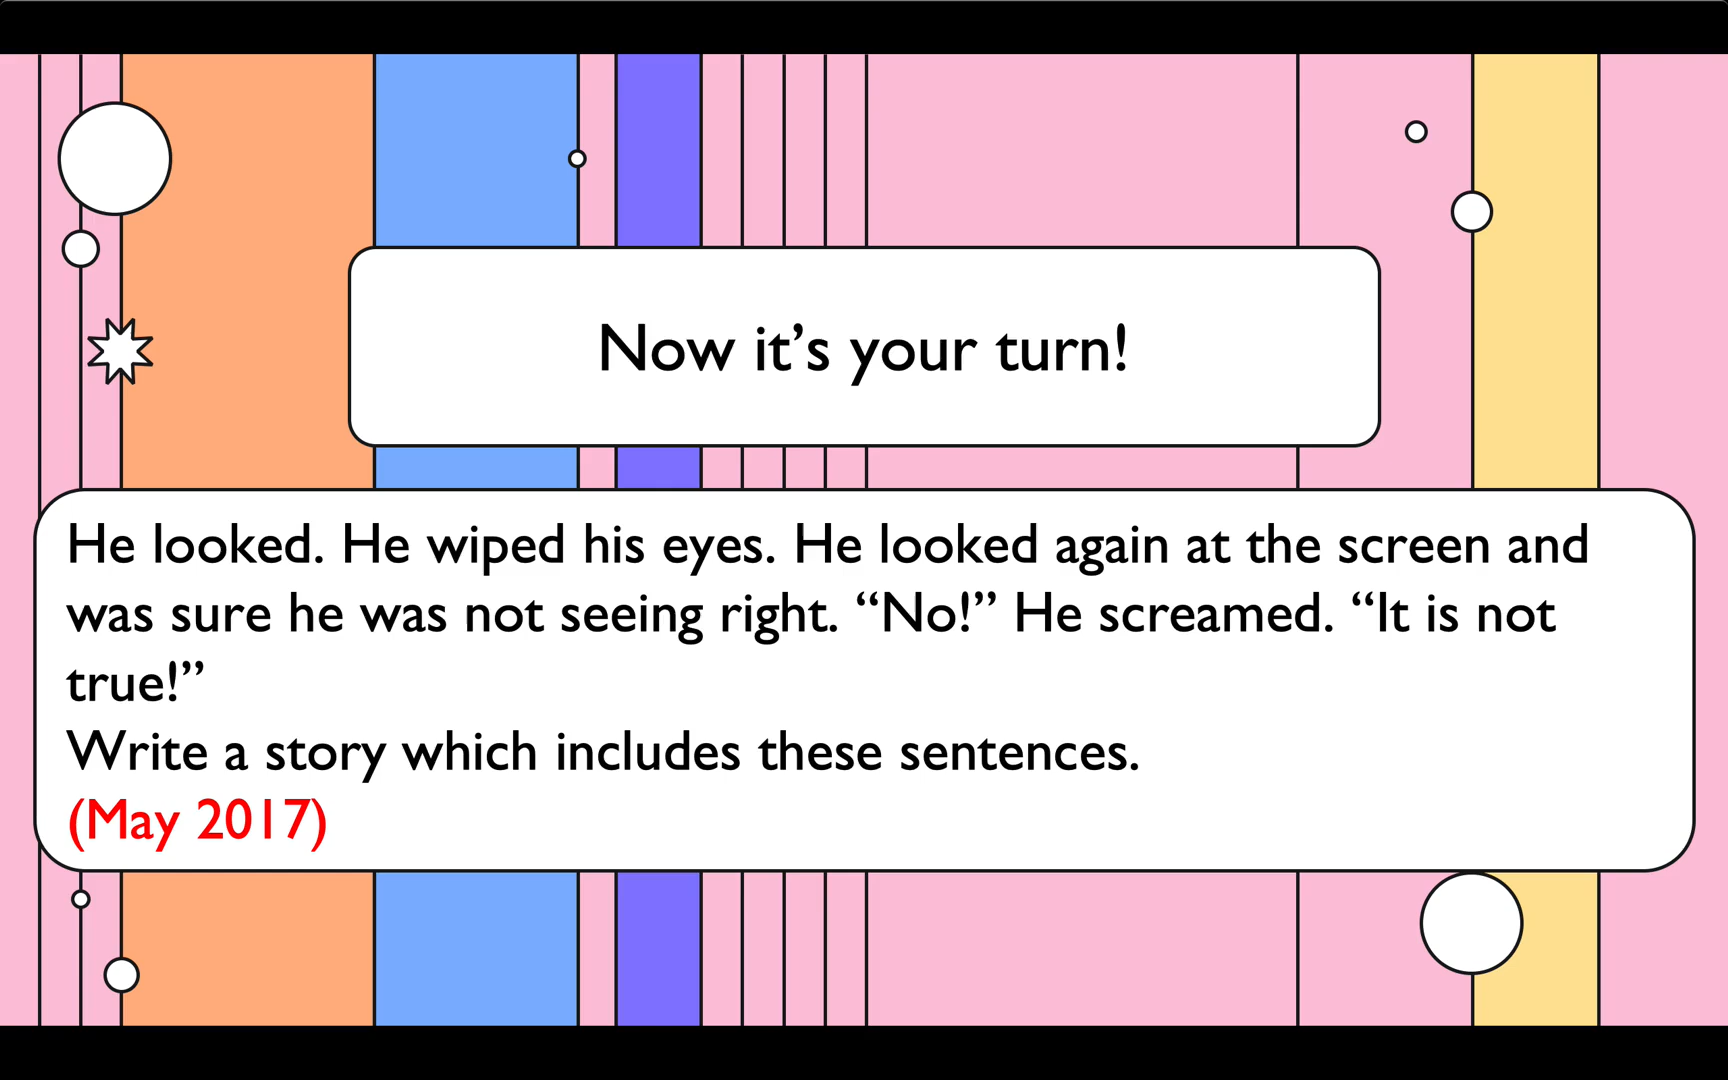 Now it’s your turn!
He looked. He wiped his eyes. He looked again at the screen and
was sure he was not seeing right. “No!” He screamed. “It is not
true!”
Write a story which includes these sentences.
(May 2017)